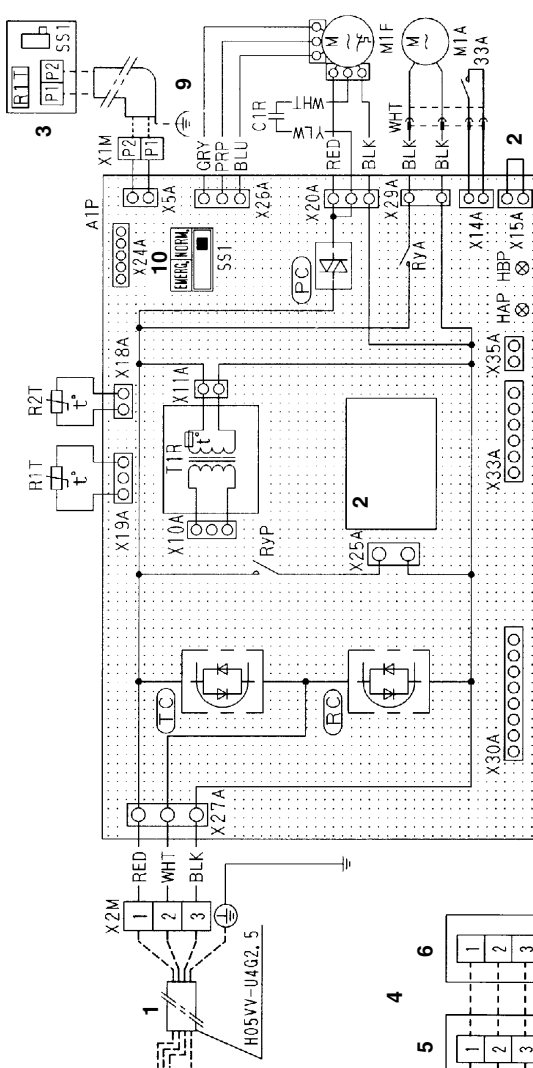 SS1
R1T
P1 P2
3
9
X1M
P2 P1
GRY
PRP
BLU
C1R
WHT
YLW
M1F
M
RED
BLK
M
M1A
33A
WHT
BLK
BLK
2
A1P
X5A
X26A
X20A
X29A
X14A
X15A
X24A
10
EMERG. NORM.
SS1
PC
RyA
HAP
HBP
R2T
t°
X18A
R1T
t°
X19A
X11A
T1R
t°
X10A
RyP
X25A
2
X35A
X33A
TC
RC
X30A
X27A
RED
WHT
BLK
X2M
1
2
3
1
H05VV-U4G2.5
4
5
6
1
2
3
1
2
3